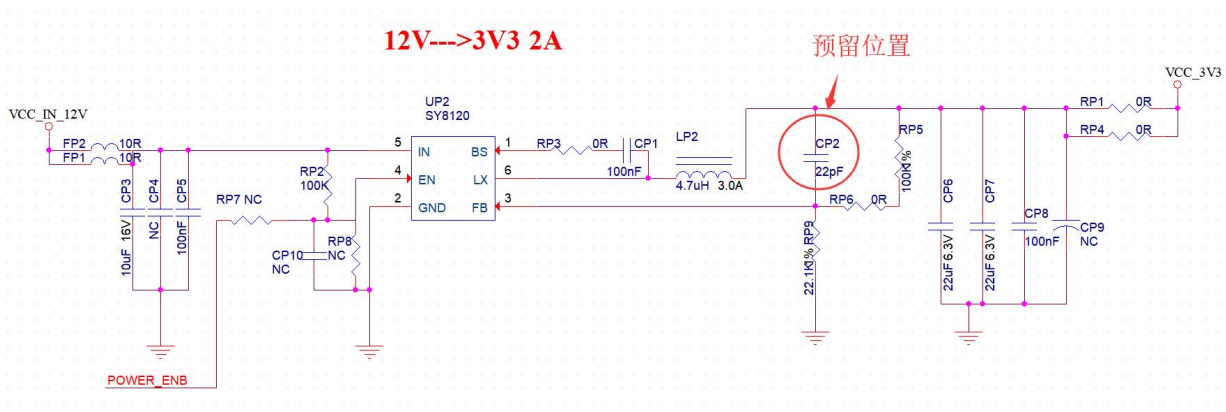 12V--->3V3 2A
预留位置
VCC_3V3
VCC_IN_12V
UP2
SY8120
FP2 10R
FP1 10R
5 IN
4 EN
2 GND
BS 1
LX 6
FB 3
RP3 0R
CP1
100nF
LP2
4.7uH 3.0A
CP2
22pF
RP5
100K 1%
RP1 0R
RP4 0R
RP2
100K
RP7 NC
CP3
10uF 16V
CP4
NC
CP5
100nF
CP10
NC
RP8
NC
RP6 0R
RP9
22.1K 1%
CP6
22uF 6.3V
CP7
22uF 6.3V
CP8
100nF
CP9
NC
POWER_ENB